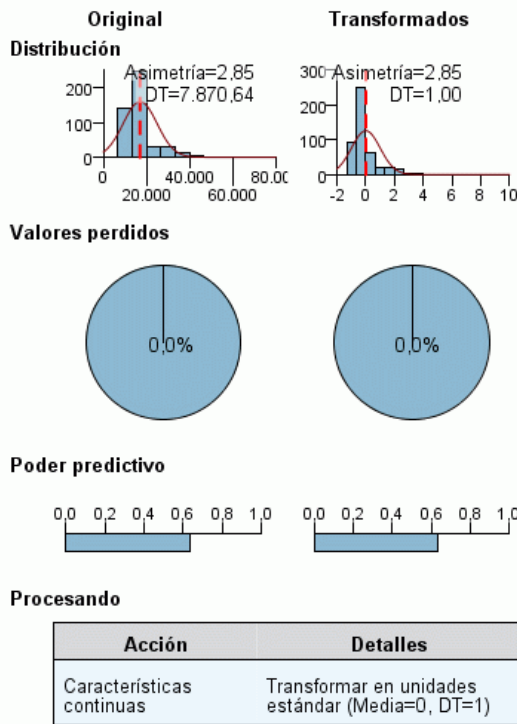 Original Transformados
Distribución
Asimetría=2,85
DT=7.870,64
200
100
0
0 40.000 80.0
20.000
Asimetría=2,85
DT=1,00
300
200
100
0
-2 0 2 4 6 8 10
Valores perdidos
0,0% 0,0%
Poder predictivo
0,0 0,2 0,4 0,6 0,8 1,0 0,0 0,2 0,4 0,6 0,8 1,0
Procesando
Acción Detalles
Características continuas Transformar en unidades estándar (Media=0, DT=1)